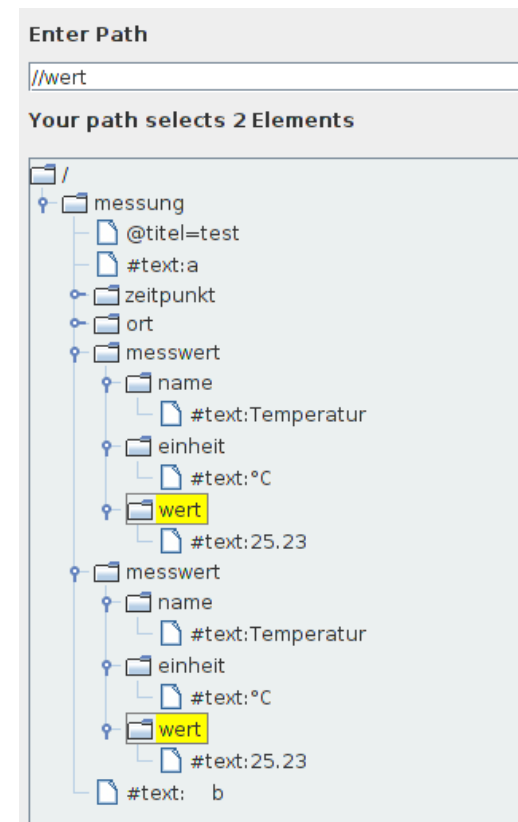 Enter Path
//wert
Your path selects 2 Elements
/
messung
@titel=test
#text:a
zeitpunkt
ort
messwert
name
#text:Temperatur
einheit
#text:°C
wert
#text:25.23
messwert
name
#text:Temperatur
einheit
#text:°C
wert
#text:25.23
#text:    b